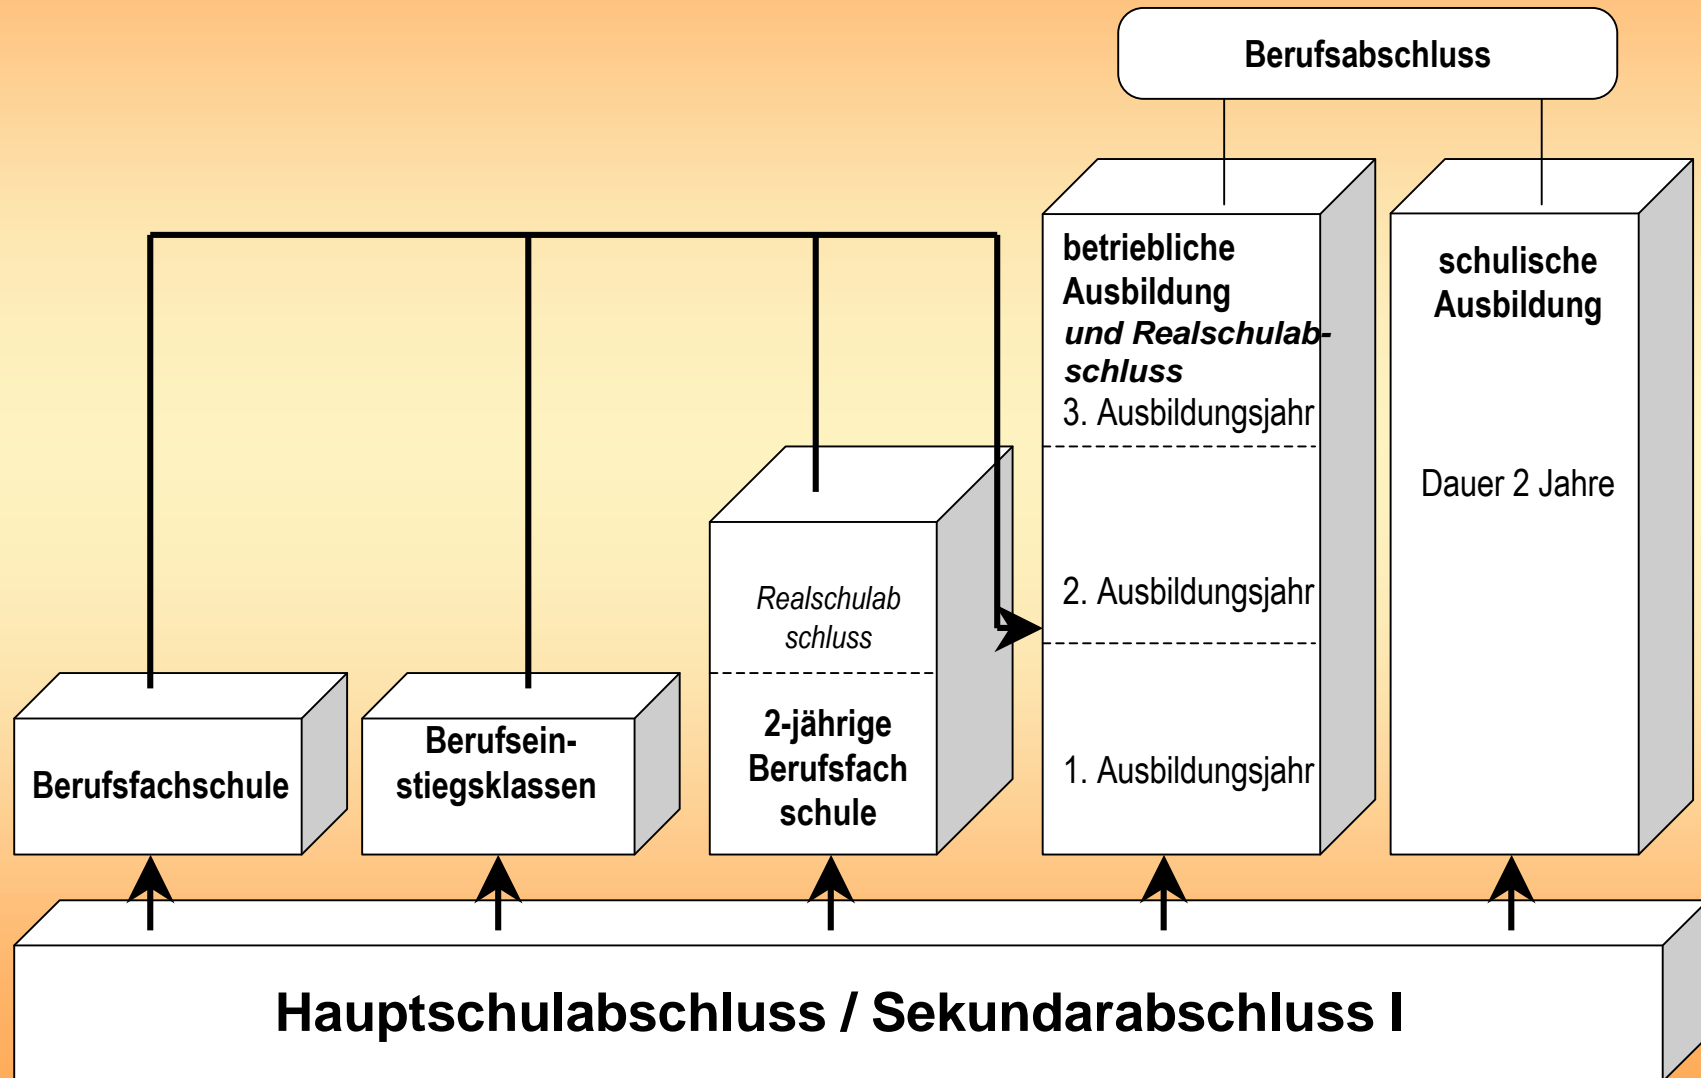 Berufsabschluss
betriebliche
Ausbildung
und Realschulab-
schluss
3. Ausbildungsjahr
2. Ausbildungsjahr
1. Ausbildungsjahr
schulische
Ausbildung
Dauer 2 Jahre
Realschulab
schluss
2-jährige
Berufsfach
schule
Berufsein-
stiegsklassen
Berufsfachschule
Hauptschulabschluss / Sekundarabschluss I